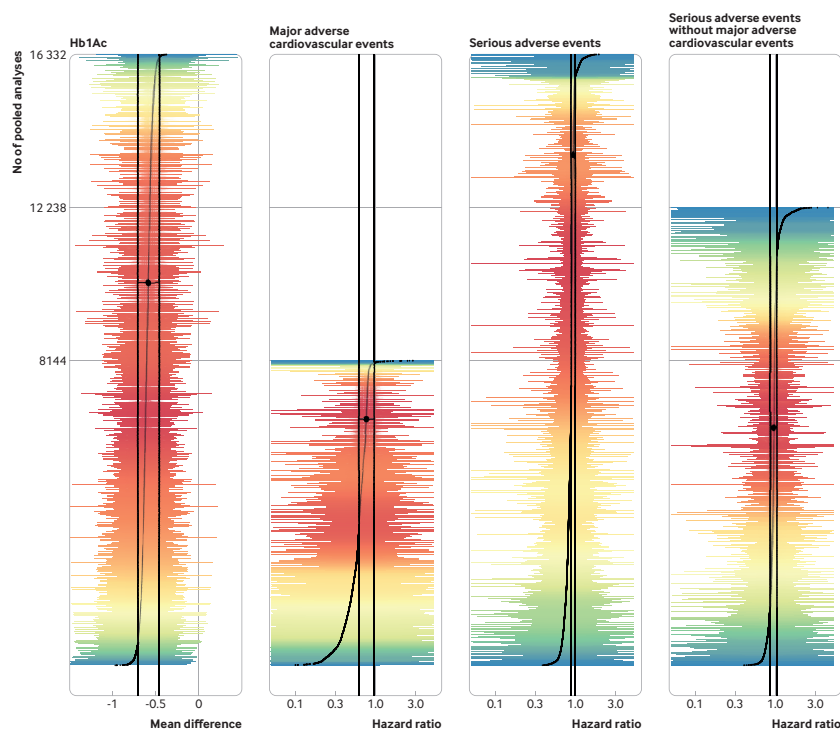 Hb1Ac
Major adverse
cardiovascular events
Serious adverse events
Serious adverse events
without major adverse
cardiovascular events
No of pooled analyses
16 332
12 238
8144
-1
-0.5
0
0.1
0.3
1.0
3.0
0.1
0.3
1.0
3.0
0.1
0.3
1.0
3.0
Mean difference
Hazard ratio
Hazard ratio
Hazard ratio